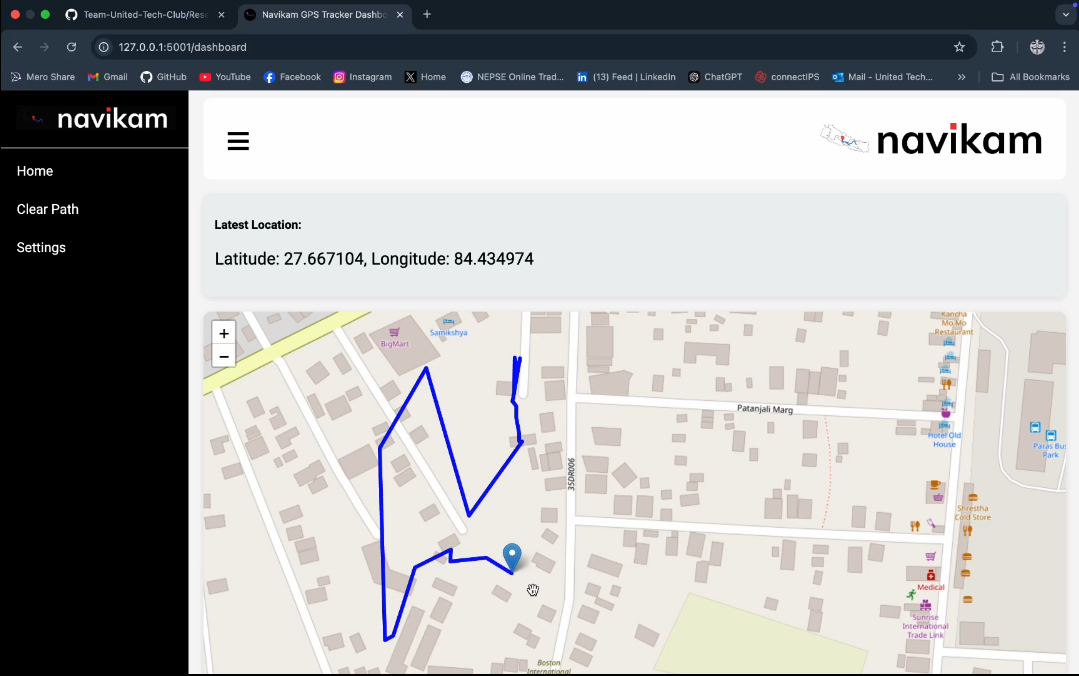 Team-United-Tech-Club/Rese
Navikam GPS Tracker Dashbo
127.0.0.1:5001/dashboard
Mero Share
Gmail
GitHub
YouTube
Facebook
Instagram
Home
NEPSE Online Trad...
(13) Feed | LinkedIn
ChatGPT
connectIPS
Mail - United Tech...
All Bookmarks
navikam
Home
Clear Path
Settings
navikam
Latest Location:
Latitude: 27.667104, Longitude: 84.434974
+
−
BigMart
Samikshya
Kancha
Mo Mo
Restaurant
Patanjali Marg
Hotel Old
House
Paras Bus
Park
35DR006
Shrestha
Cold Store
Medical
Sunrise
International
Trade Link
Boston
International